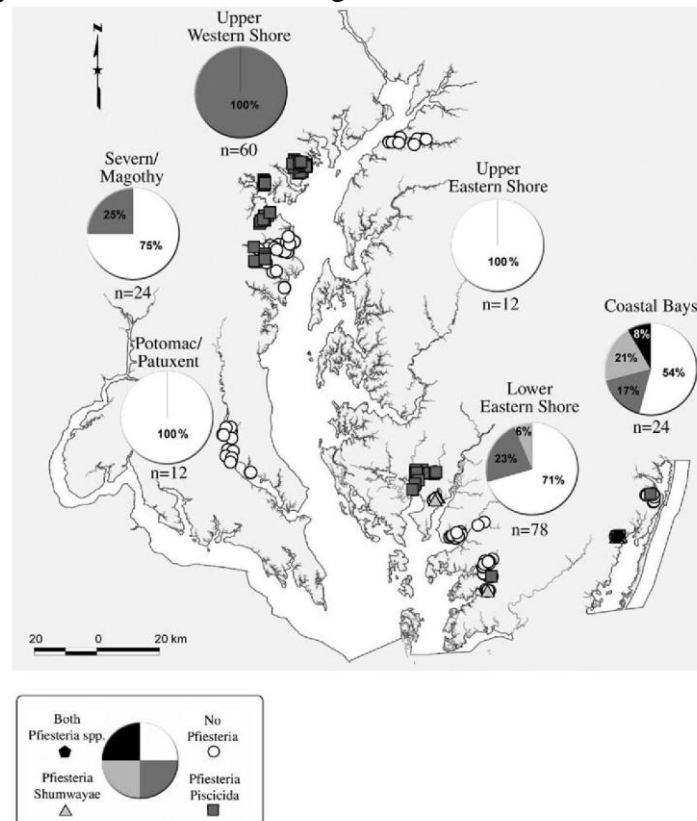 N
Upper
Western Shore
100%
n=60
Severn/
Magothy
25%
75%
n=24
Upper
Eastern Shore
100%
n=12
Potomac/
Patuxent
100%
n=12
Coastal Bays
8%
21%
54%
17%
n=24
Lower
Eastern Shore
6%
23%
71%
n=78
20 0 20 km
Both
Pfiesteria spp.
No
Pfiesteria
Pfiesteria
Shumwayae
Pfiesteria
Piscicida